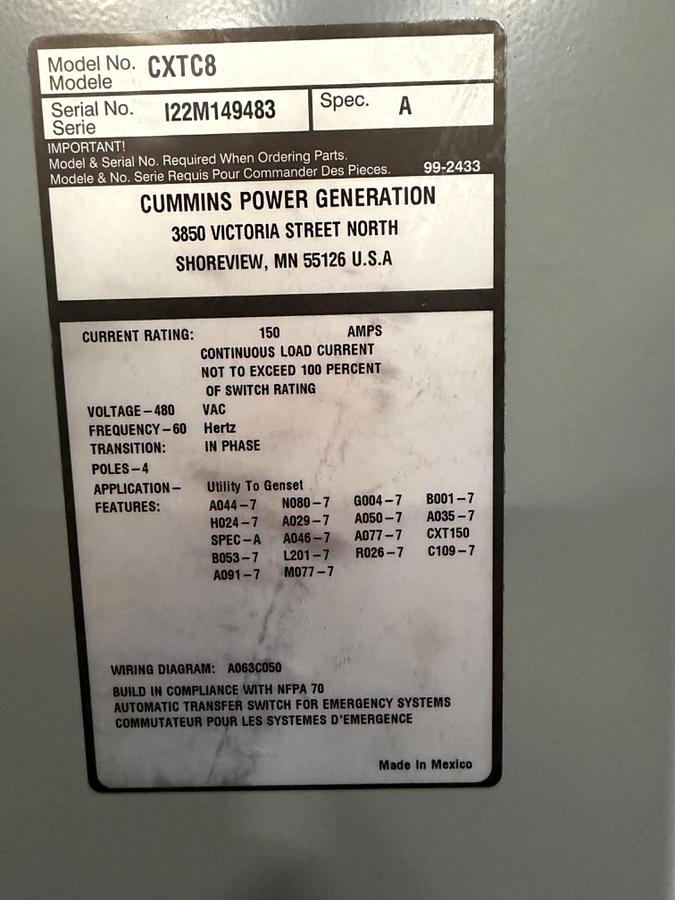 Model No. CXTC8
Modele
Serial No. I22M149483 Spec. A
Serie
IMPORTANT!
Model & Serial No. Required When Ordering Parts.
Modele & No. Serie Requis Pour Commander Des Pieces. 99-2433
CUMMINS POWER GENERATION
3850 VICTORIA STREET NORTH
SHOREVIEW, MN 55126 U.S.A
CURRENT RATING: 150 AMPS
CONTINUOUS LOAD CURRENT
NOT TO EXCEED 100 PERCENT
OF SWITCH RATING
VOLTAGE-480 VAC
FREQUENCY-60 Hertz
TRANSITION: IN PHASE
POLES-4
APPLICATION- Utility To Genset
FEATURES: A044-7 N080-7 G004-7 B001-7
H024-7 A029-7 A050-7 A035-7
SPEC-A A046-7 A077-7 CXT150
B053-7 L201-7 R026-7 C109-7
A091-7 M077-7
WIRING DIAGRAM: A063C050
BUILD IN COMPLIANCE WITH NFPA 70
AUTOMATIC TRANSFER SWITCH FOR EMERGENCY SYSTEMS
COMMUTATEUR POUR LES SYSTEMES D'EMERGENCE
Made In Mexico